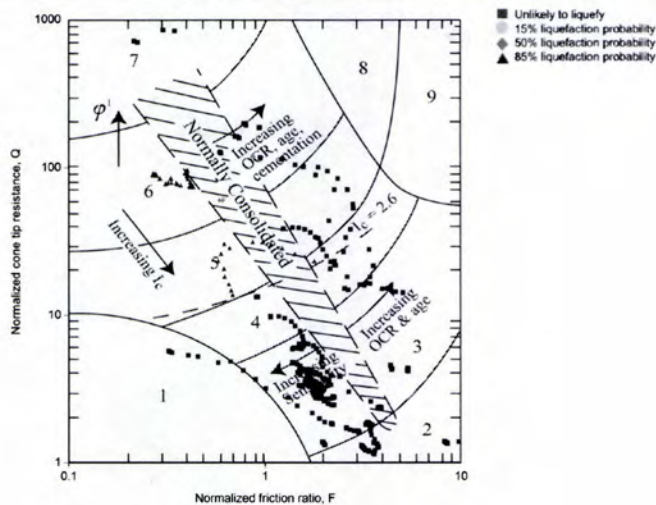 Unlikely to liquefy
15% liquefaction probability
50% liquefaction probability
85% liquefaction probability
1000
100
10
1
Normalized cone tip resistance, Q
7
8
9
φ'
Increasing
OCR, age,
cementation
Normally Consolidated
6
Increasing Ic
5
Ic = 2.6
4
Increasing
OCR & age
3
Increasing
Sensitivity
1
2
0.1
1
10
Normalized friction ratio, F